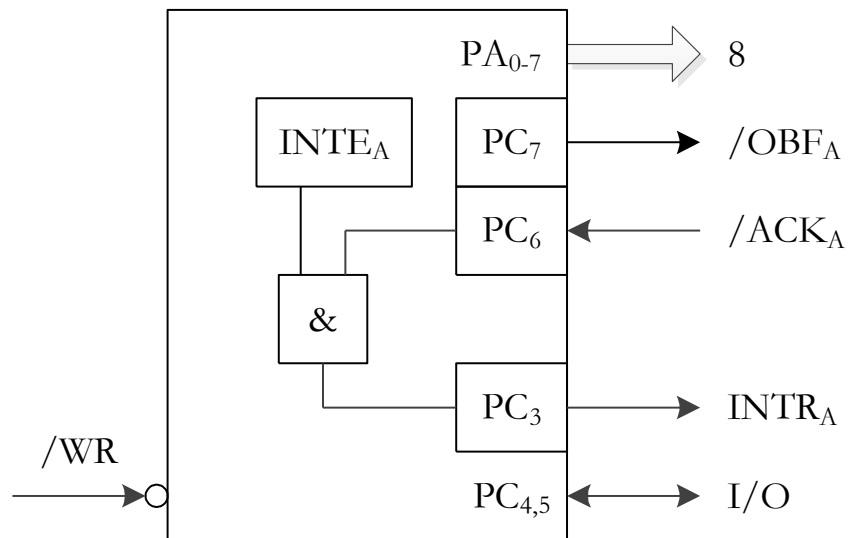 PA0-7 8
INTEA PC7 /OBFA
PC6 /ACKA
&
PC3 INTRA
/WR
PC4,5 I/O